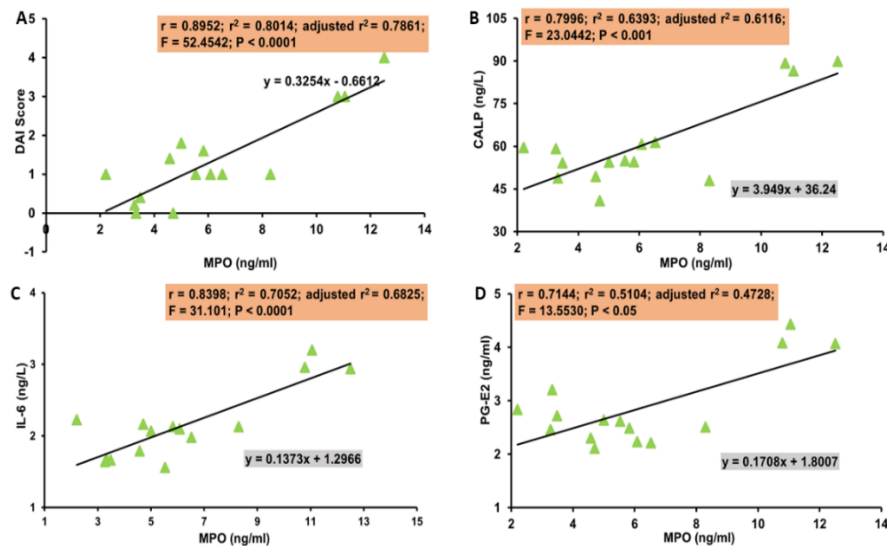 A
r = 0.8952; r² = 0.8014; adjusted r² = 0.7861;
F = 52.4542; P < 0.0001
y = 0.3254x - 0.6612
DAI Score
5
4
3
2
1
0
-1
0
2
4
6
8
10
12
14
MPO (ng/ml)
B
r = 0.7996; r² = 0.6393; adjusted r² = 0.6116;
F = 23.0442; P < 0.001
CALP (ng/L)
105
90
75
60
45
30
y = 3.949x + 36.24
2
4
6
8
10
12
14
MPO (ng/ml)
C
r = 0.8398; r² = 0.7052; adjusted r² = 0.6825;
F = 31.101; P < 0.0001
IL-6 (ng/L)
4
3
2
1
y = 0.1373x + 1.2966
1
3
5
7
9
11
13
15
MPO (ng/ml)
D
r = 0.7144; r² = 0.5104; adjusted r² = 0.4728;
F = 13.5530; P < 0.05
PG-E2 (ng/ml)
5
4
3
2
1
y = 0.1708x + 1.8007
2
4
6
8
10
12
14
MPO (ng/ml)